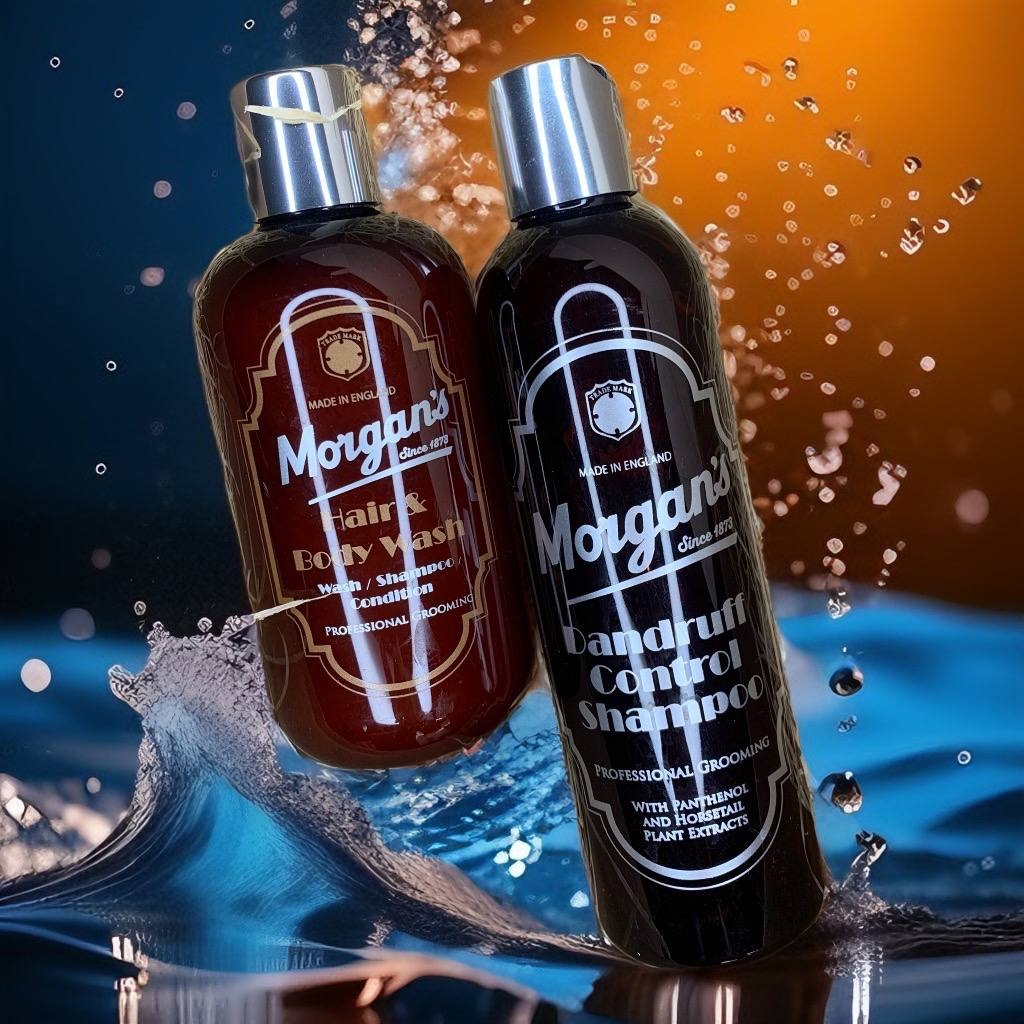 TRADE MARK
MADE IN ENGLAND
Morgan's
Since 1873
Hair &
Body Wash
Wash / Shampoo /
Condition
PROFESSIONAL GROOMING
TRADE MARK
MADE IN ENGLAND
Morgan's
Since 1873
Dandruff
Control
Shampoo
PROFESSIONAL GROOMING
WITH PANTHENOL
AND HORSETAIL
PLANT EXTRACTS